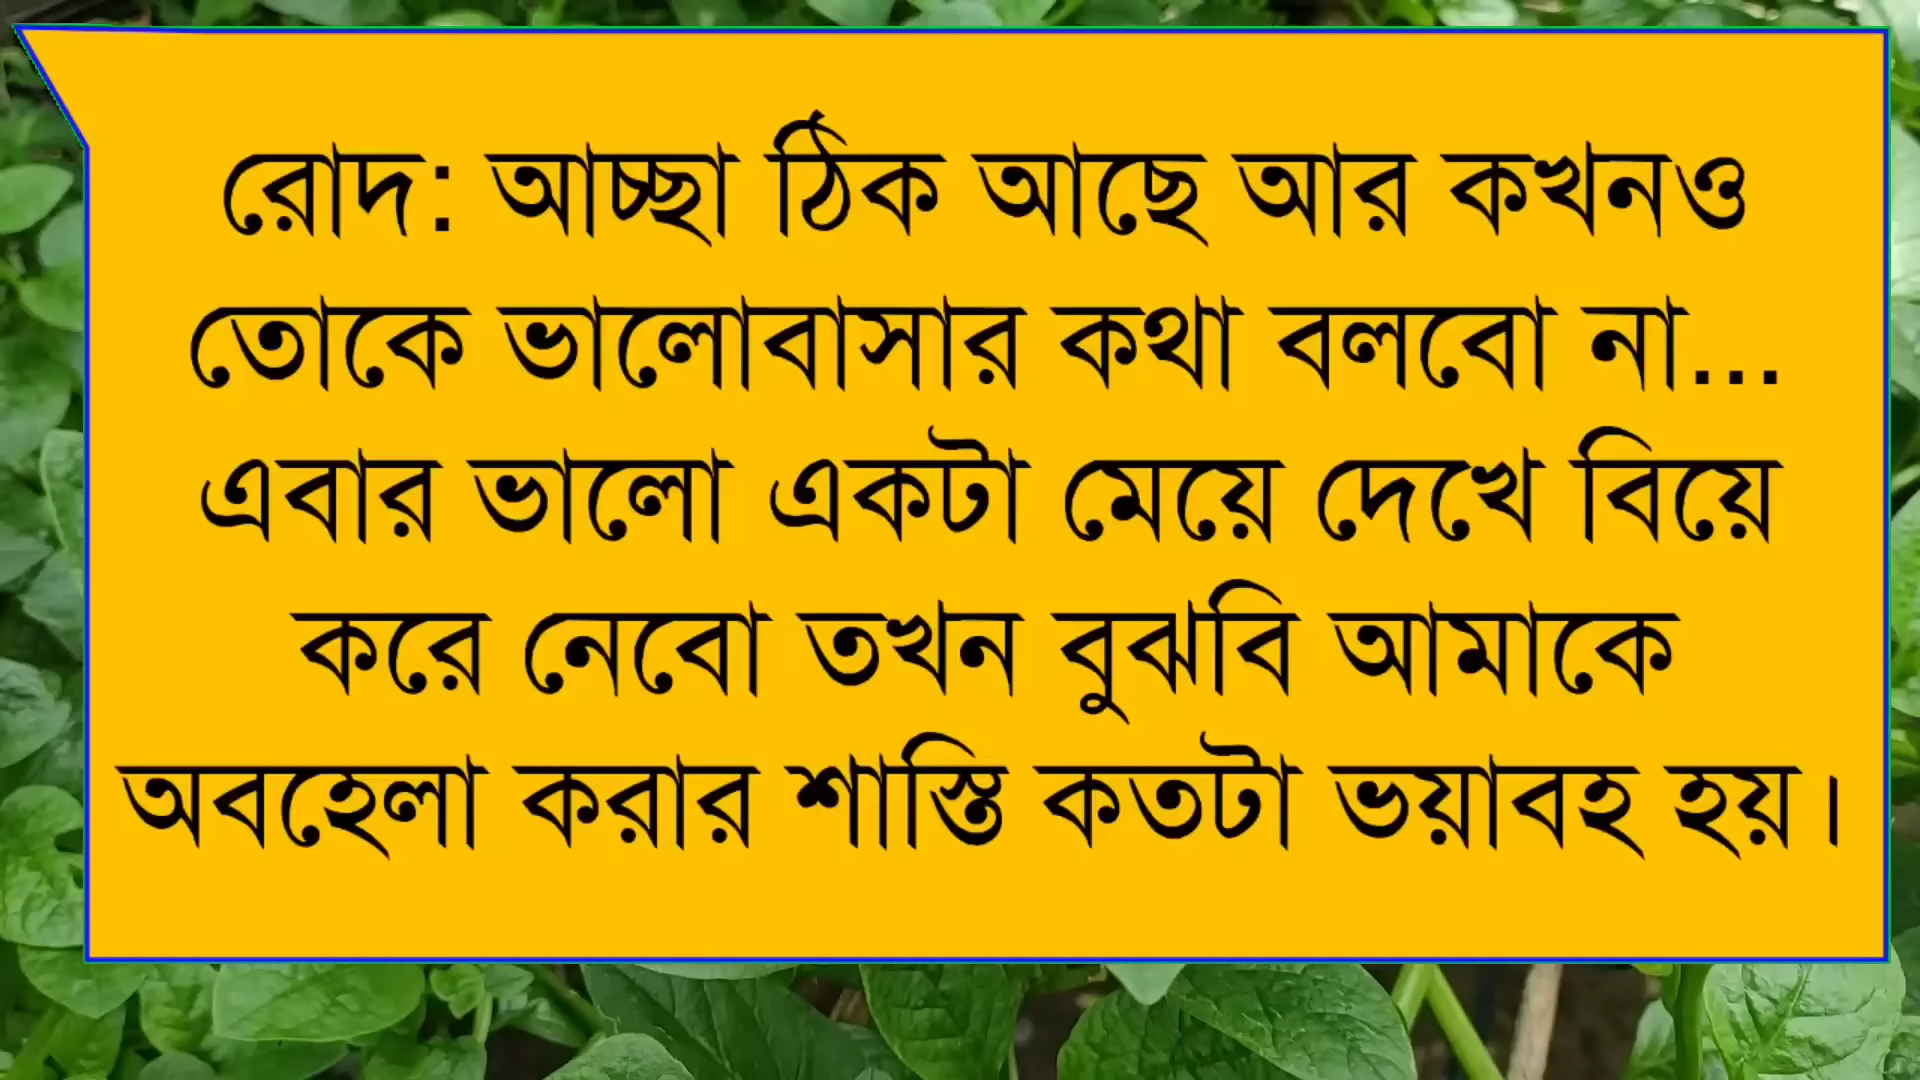 রোদ: আচ্ছা ঠিক আছে আর কখনও
তোকে ভালোবাসার কথা বলবো না...
এবার ভালো একটা মেয়ে দেখে বিয়ে
করে নেবো তখন বুঝবি আমাকে
অবহেলা করার শাস্তি কতটা ভয়াবহ হয়।